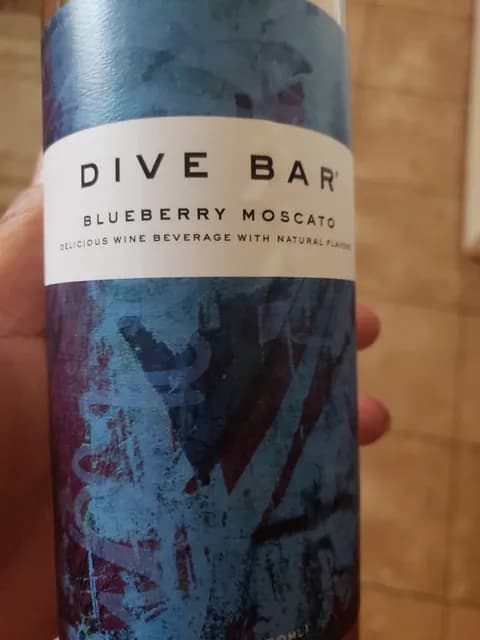 DIVE BAR
BLUEBERRY MOSCATO
DELICIOUS WINE BEVERAGE WITH NATURAL FLAVORS